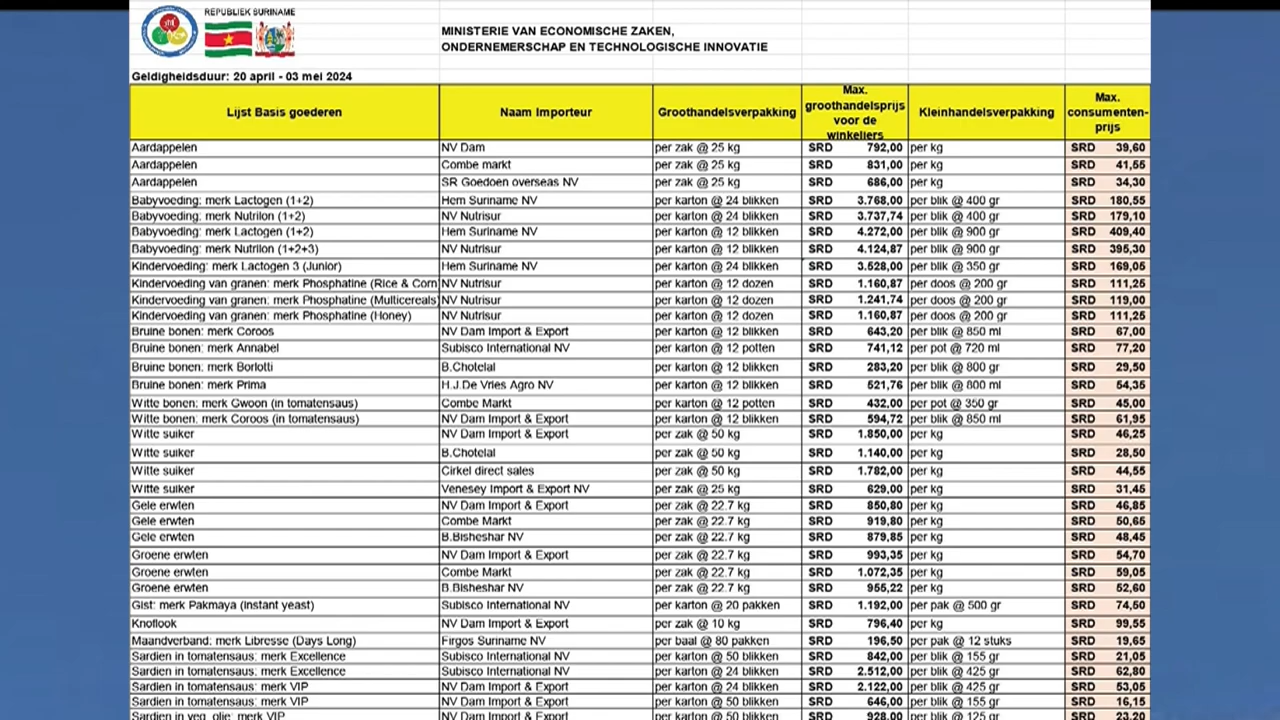 REPUBLIEK SURINAME
MINISTERIE VAN ECONOMISCHE ZAKEN,
ONDERNEMERSCHAP EN TECHNOLOGISCHE INNOVATIE
Geldigheidsduur: 20 april - 03 mei 2024
Lijst Basis goederen Naam Importeur Groothandelsverpakking Max. groothandelsprijs voor de winkeliers Kleinhandelsverpakking Max. consumenten-prijs
Aardappelen NV Dam per zak @ 25 kg SRD 792,00 per kg SRD 39,60
Aardappelen Combe markt per zak @ 25 kg SRD 831,00 per kg SRD 41,55
Aardappelen SR Goedoen overseas NV per zak @ 25 kg SRD 686,00 per kg SRD 34,30
Babyvoeding: merk Lactogen (1+2) Hem Suriname NV per karton @ 24 blikken SRD 3.768,00 per blik @ 400 gr SRD 180,55
Babyvoeding: merk Nutrilon (1+2) NV Nutrisur per karton @ 24 blikken SRD 3.737,74 per blik @ 400 gr SRD 179,10
Babyvoeding: merk Lactogen (1+2) Hem Suriname NV per karton @ 12 blikken SRD 4.272,00 per blik @ 900 gr SRD 409,40
Babyvoeding: merk Nutrilon (1+2+3) NV Nutrisur per karton @ 12 blikken SRD 4.124,87 per blik @ 900 gr SRD 395,30
Kindervoeding: merk Lactogen 3 (Junior) Hem Suriname NV per karton @ 24 blikken SRD 3.528,00 per blik @ 350 gr SRD 169,05
Kindervoeding van granen: merk Phosphatine (Rice & Corn NV Nutrisur per karton @ 12 dozen SRD 1.160,87 per doos @ 200 gr SRD 111,25
Kindervoeding van granen: merk Phosphatine (Multicereals) NV Nutrisur per karton @ 12 dozen SRD 1.241,74 per doos @ 200 gr SRD 119,00
Kindervoeding van granen: merk Phosphatine (Honey) NV Nutrisur per karton @ 12 dozen SRD 1.160,87 per doos @ 200 gr SRD 111,25
Bruine bonen: merk Coroos NV Dam Import & Export per karton @ 12 blikken SRD 643,20 per blik @ 850 ml SRD 67,00
Bruine bonen: merk Annabel Subisco International NV per karton @ 12 potten SRD 741,12 per pot @ 720 ml SRD 77,20
Bruine bonen: merk Borlotti B.Chotelal per karton @ 12 blikken SRD 283,20 per blik @ 800 gr SRD 29,50
Bruine bonen: merk Prima H.J.De Vries Agro NV per karton @ 12 blikken SRD 521,76 per blik @ 800 ml SRD 54,35
Witte bonen: merk Gwoon (in tomatensaus) Combe Markt per karton @ 12 potten SRD 432,00 per pot @ 350 gr SRD 45,00
Witte bonen: merk Coroos (in tomatensaus) NV Dam Import & Export per karton @ 12 blikken SRD 594,72 per blik @ 850 ml SRD 61,95
Witte suiker NV Dam Import & Export per zak @ 50 kg SRD 1.850,00 per kg SRD 46,25
Witte suiker B.Chotelal per zak @ 50 kg SRD 1.140,00 per kg SRD 28,50
Witte suiker Cirkel direct sales per zak @ 50 kg SRD 1.782,00 per kg SRD 44,55
Witte suiker Venesey Import & Export NV per zak @ 25 kg SRD 629,00 per kg SRD 31,45
Gele erwten NV Dam Import & Export per zak @ 22.7 kg SRD 850,80 per kg SRD 46,85
Gele erwten Combe Markt per zak @ 22.7 kg SRD 919,80 per kg SRD 50,65
Gele erwten B.Bisheshar NV per zak @ 22.7 kg SRD 879,85 per kg SRD 48,45
Groene erwten NV Dam Import & Export per zak @ 22.7 kg SRD 993,35 per kg SRD 54,70
Groene erwten Combe Markt per zak @ 22.7 kg SRD 1.072,35 per kg SRD 59,05
Groene erwten B.Bisheshar NV per zak @ 22.7 kg SRD 955,22 per kg SRD 52,60
Gist: merk Pakmaya (Instant yeast) Subisco International NV per karton @ 20 pakken SRD 1.192,00 per pak @ 500 gr SRD 74,50
Knoflook NV Dam Import & Export per zak @ 10 kg SRD 796,40 per kg SRD 99,55
Maandverband: merk Libresse (Days Long) Firgos Suriname NV per baal @ 80 pakken SRD 196,50 per pak @ 12 stuks SRD 19,65
Sardien in tomatensaus: merk Excellence Subisco International NV per karton @ 50 blikken SRD 842,00 per blik @ 155 gr SRD 21,05
Sardien in tomatensaus: merk Excellence Subisco International NV per karton @ 24 blikken SRD 2.512,00 per blik @ 425 gr SRD 62,80
Sardien in tomatensaus: merk VIP NV Dam Import & Export per karton @ 24 blikken SRD 2.122,00 per blik @ 425 gr SRD 53,05
Sardien in tomatensaus: merk VIP NV Dam Import & Export per karton @ 50 blikken SRD 646,00 per blik @ 155 gr SRD 16,15
Sardien in veg. olie: merk VIP NV Dam Import & Export per karton @ 50 blikken SRD 928,00 per blik @ 125 gr SRD 23,20